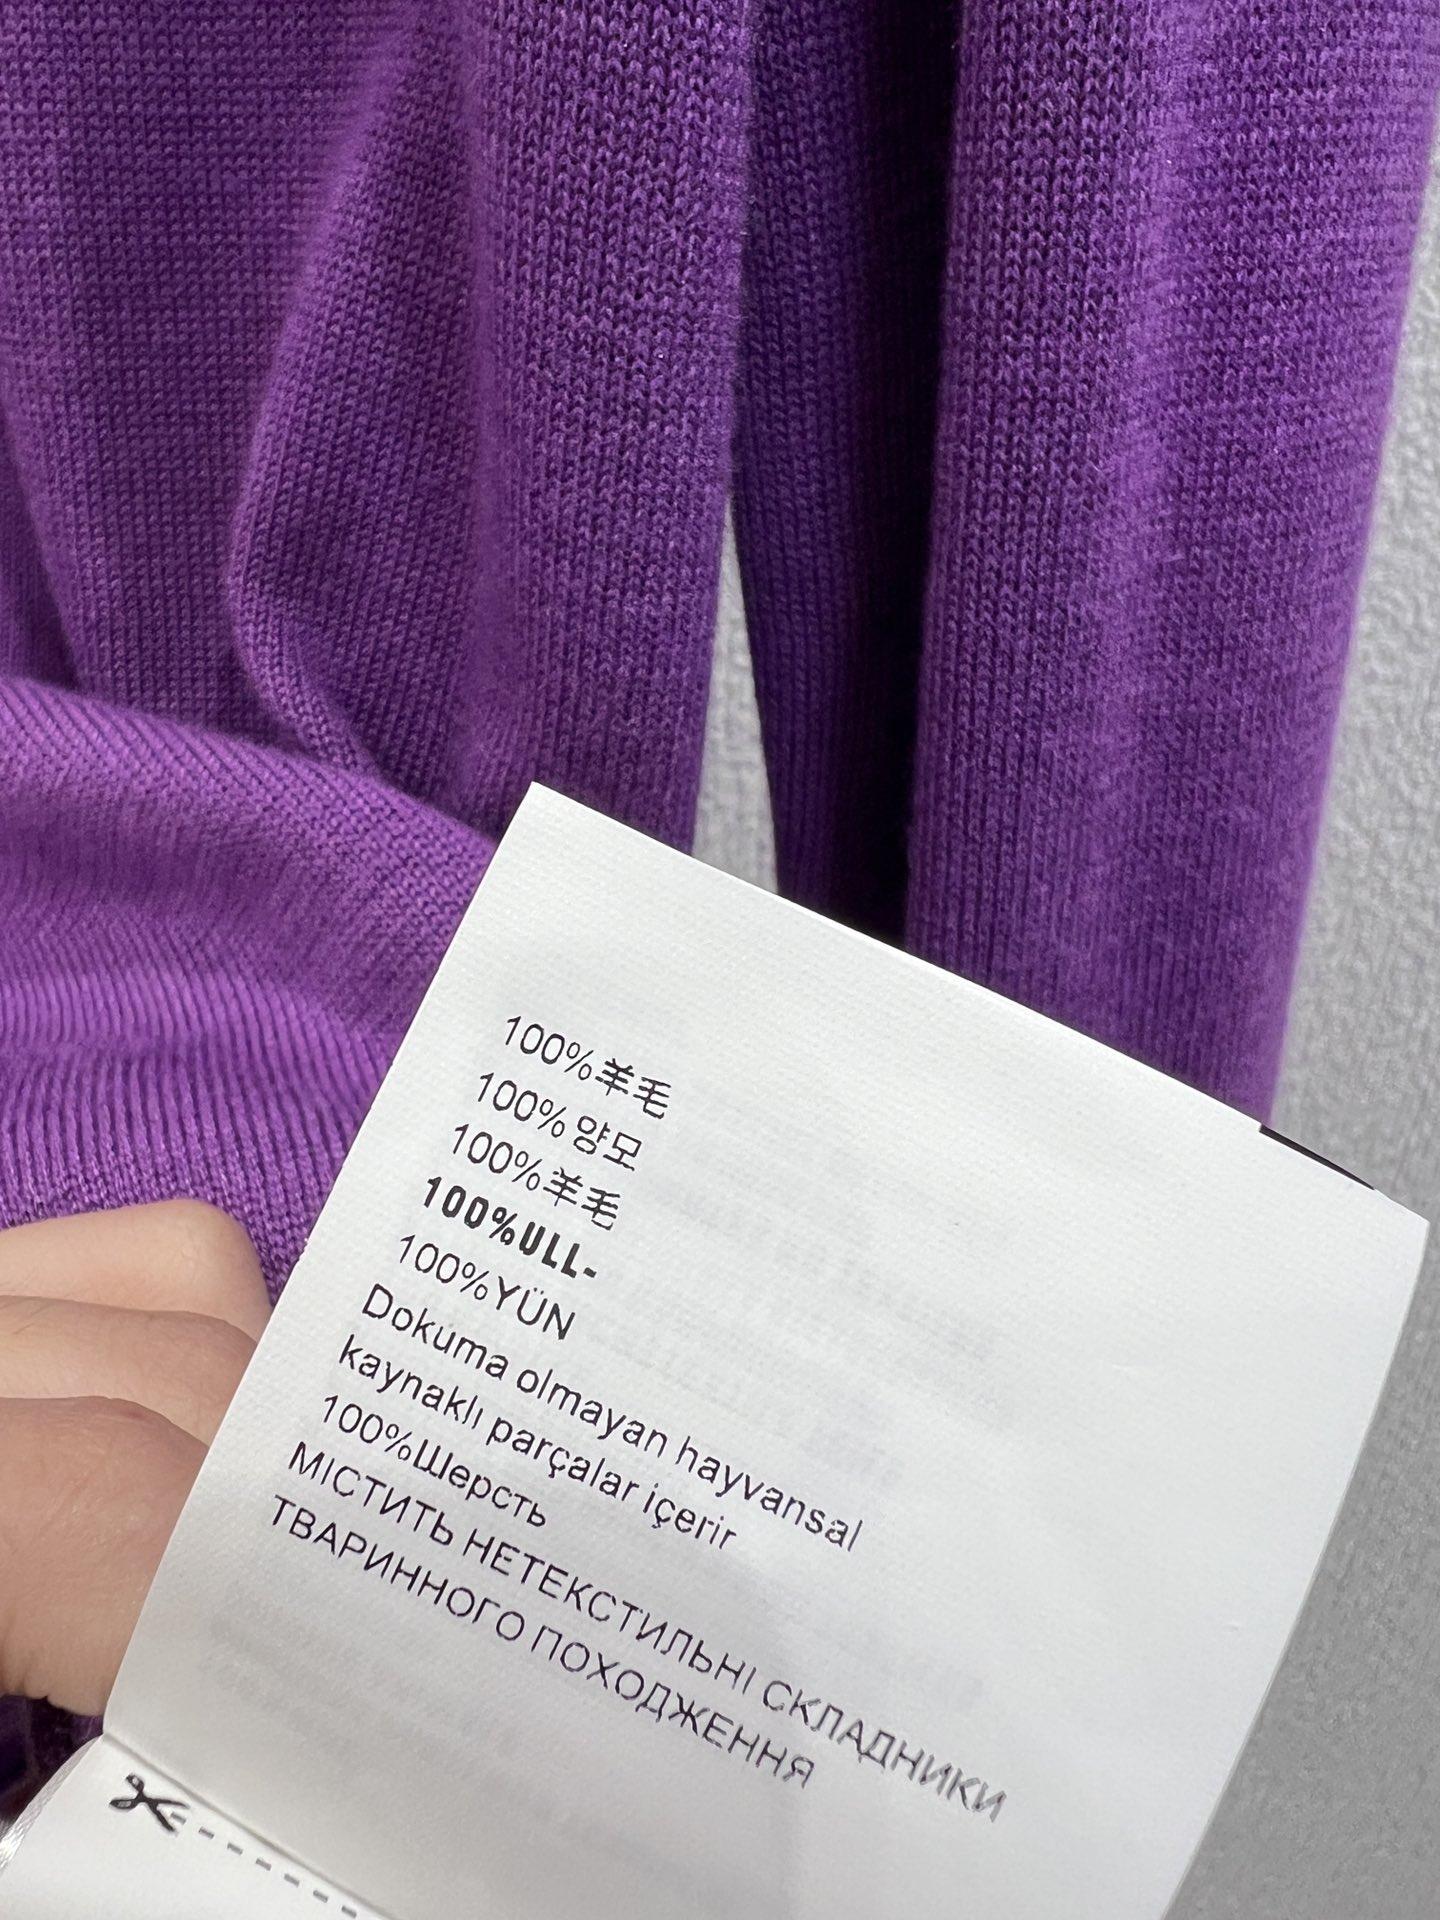 100%羊毛
100%양모
100%羊毛
100%ULL-
100%YÜN
Dokuma olmayan hayvansal
kaynaklı parçalar içerir
100%Шерсть
МІСТИТЬ НЕТЕКСТИЛЬНІ СКЛАДНИКИ
ТВАРИННОГО ПОХОДЖЕННЯ